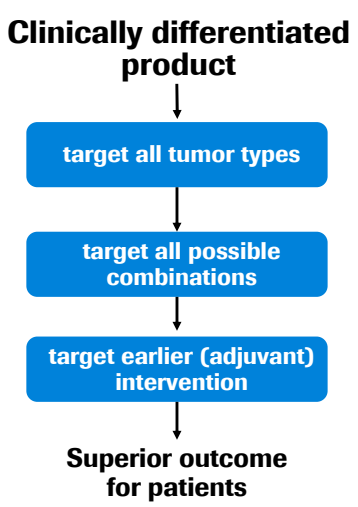 Clinically differentiated
product
target all tumor types
target all possible
combinations
target earlier (adjuvant)
intervention
Superior outcome
for patients